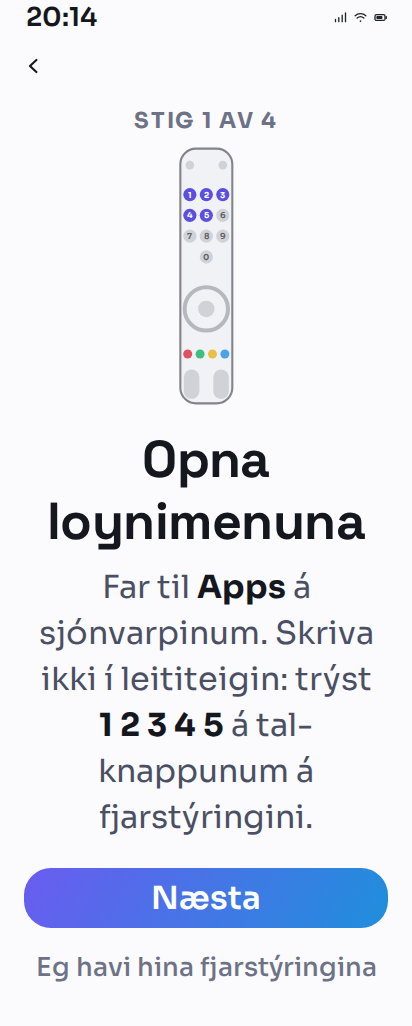 20:14
STIG 1 AV 4
1 2 3
4 5 6
7 8 9
0
Opna
loynimenuna
Far til Apps á
sjónvarpinum. Skriva
ikki í leititeigin: trýst
1 2 3 4 5 á tal-
knappunum á
fjarstýringini.
Næsta
Eg havi hina fjarstýringina